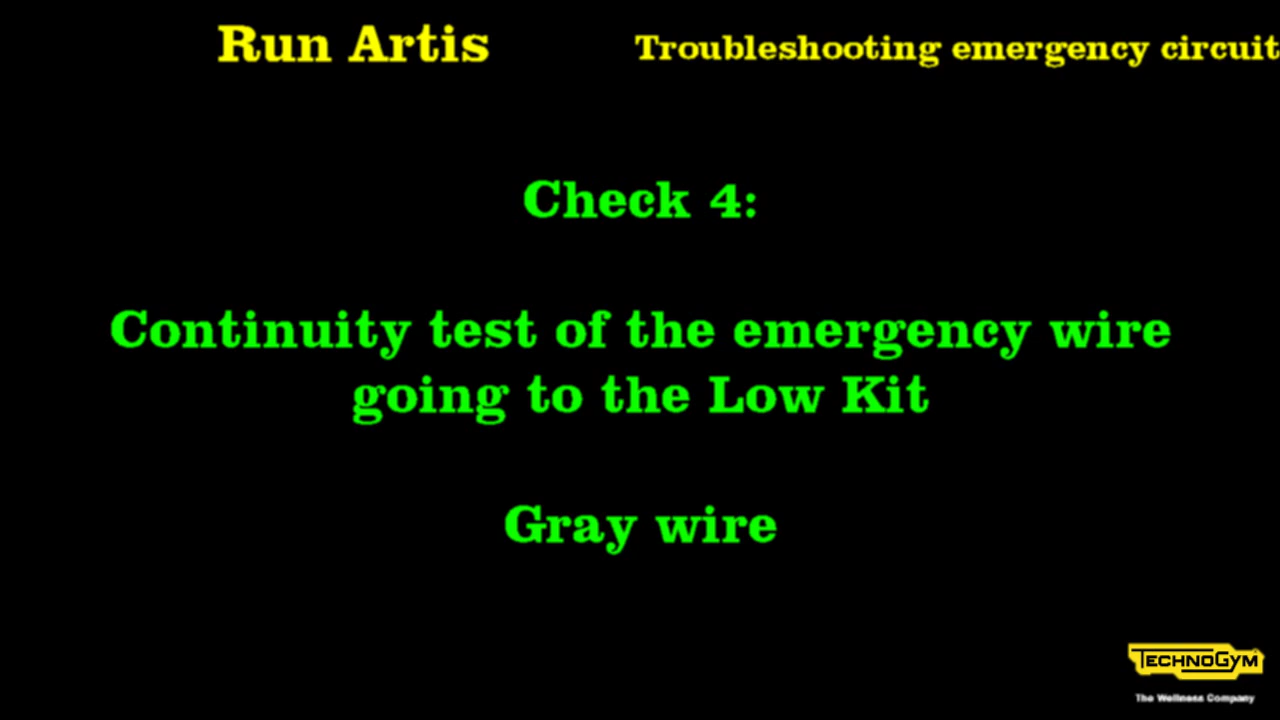 Run Artis
Troubleshooting emergency circuit
Check 4:
Continuity test of the emergency wire
going to the Low Kit
Gray wire
TECHNOGYM
The Wellness Company